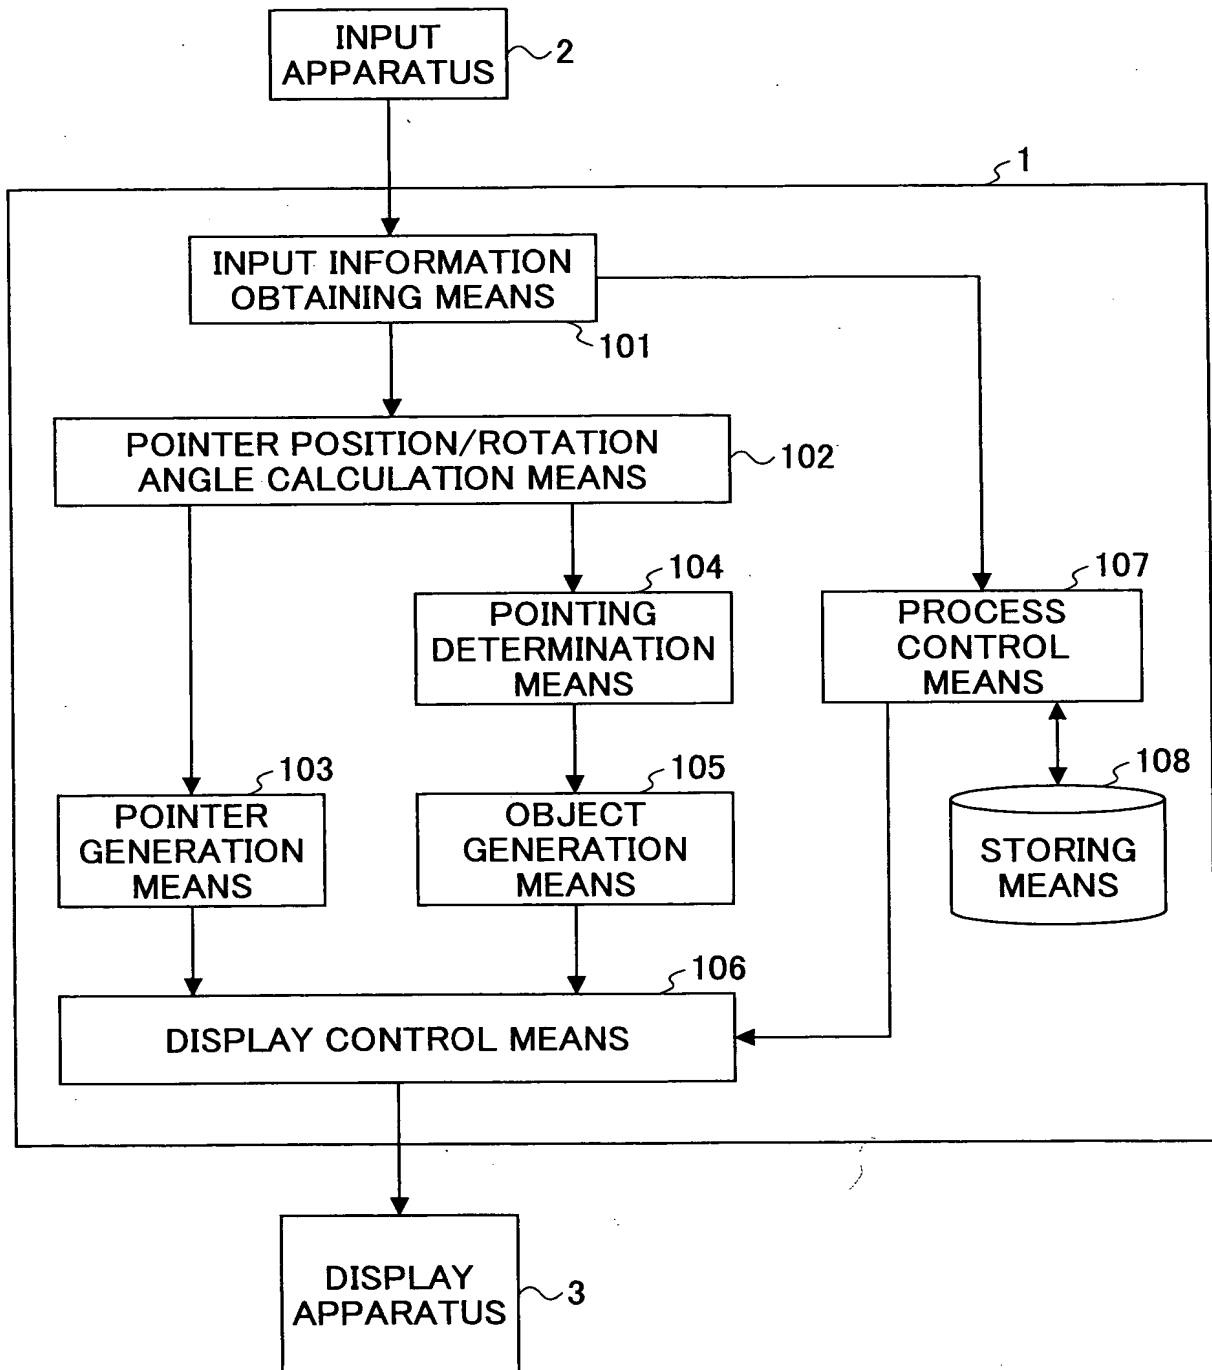 INPUT
APPARATUS
2
1
INPUT INFORMATION
OBTAINING MEANS
101
POINTER POSITION/ROTATION
ANGLE CALCULATION MEANS
102
104
POINTING
DETERMINATION
MEANS
107
PROCESS
CONTROL
MEANS
103
POINTER
GENERATION
MEANS
105
OBJECT
GENERATION
MEANS
108
STORING
MEANS
106
DISPLAY CONTROL MEANS
DISPLAY
APPARATUS
3